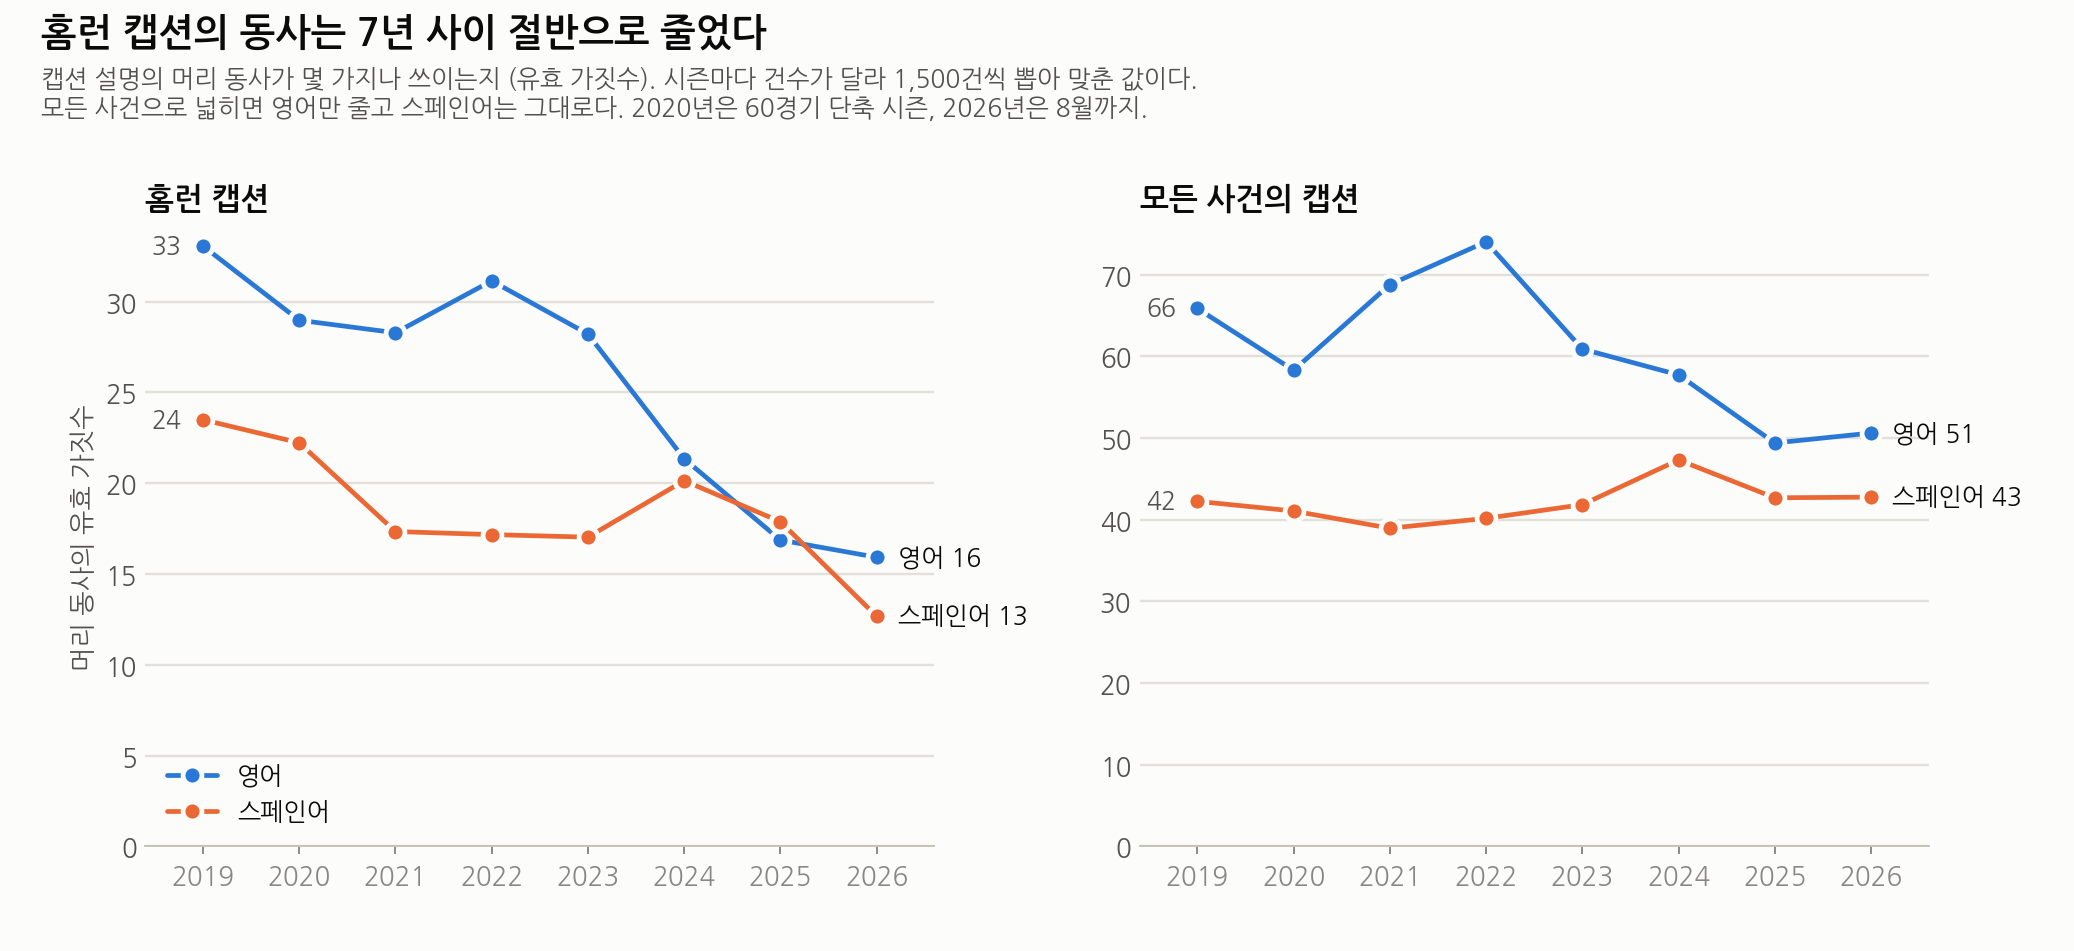 홈런 캡션의 동사는 7년 사이 절반으로 줄었다
캡션 설명의 머리 동사가 몇 가지나 쓰이는지 (유효 가짓수). 시즌마다 건수가 달라 1,500건씩 뽑아 맞춘 값이다.
모든 사건으로 넓히면 영어만 줄고 스페인어는 그대로다. 2020년은 60경기 단축 시즌, 2026년은 8월까지.
홈런 캡션
머리 동사의 유효 가짓수
33
30
25
24
20
15
10
5
0
영어 16
스페인어 13
영어
스페인어
2019 2020 2021 2022 2023 2024 2025 2026
모든 사건의 캡션
70
66
60
50
42
40
30
20
10
0
영어 51
스페인어 43
2019 2020 2021 2022 2023 2024 2025 2026